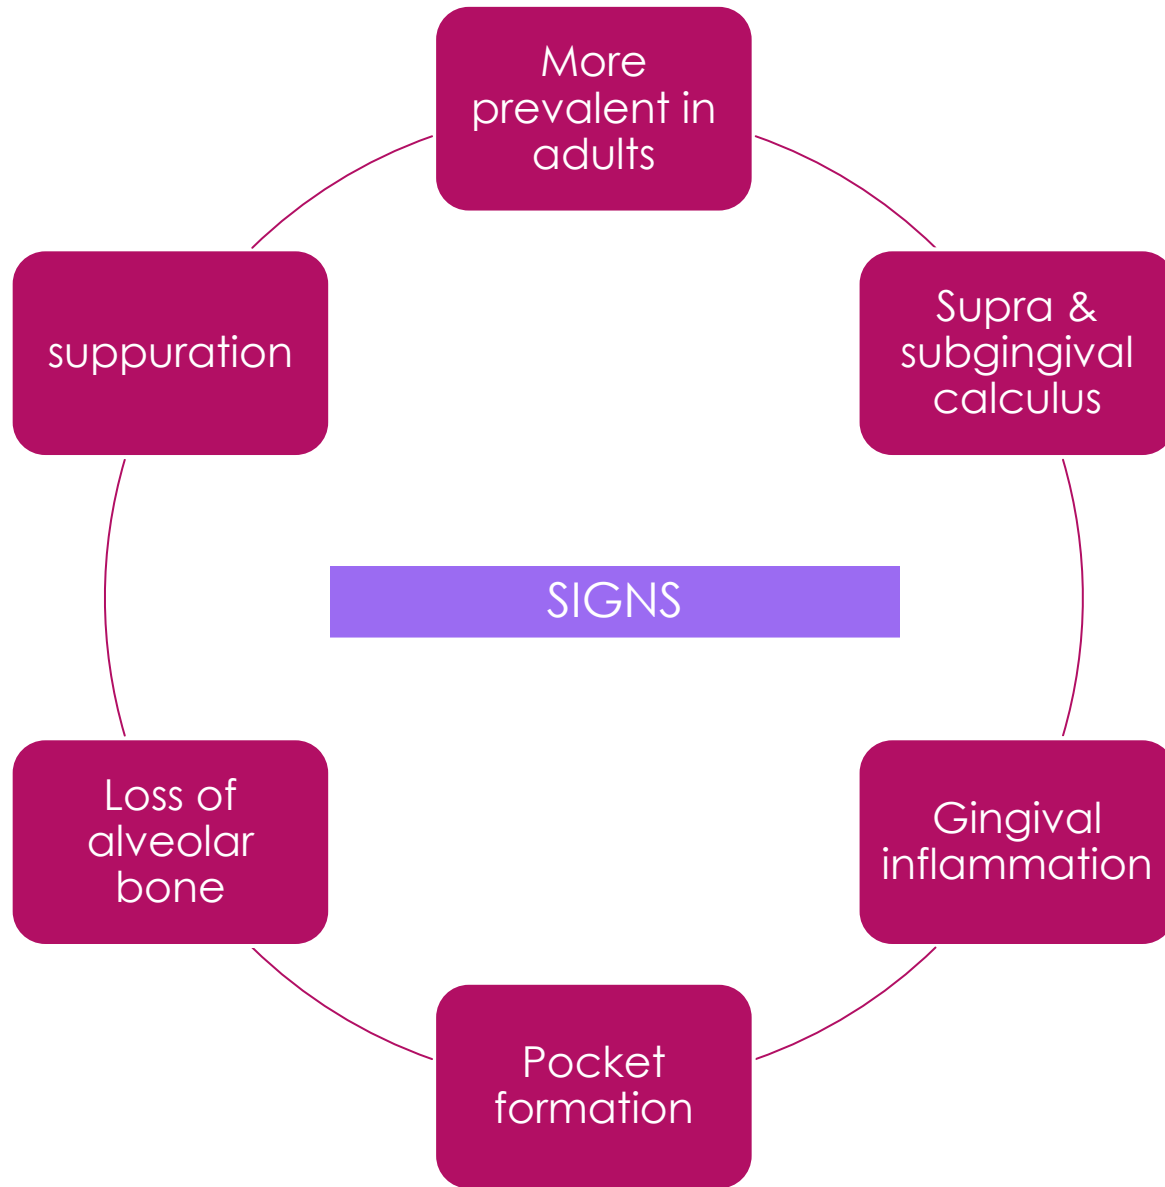 More
prevalent in
adults
Supra &
subgingival
calculus
Gingival
inflammation
Pocket
formation
Loss of
alveolar
bone
suppuration
SIGNS